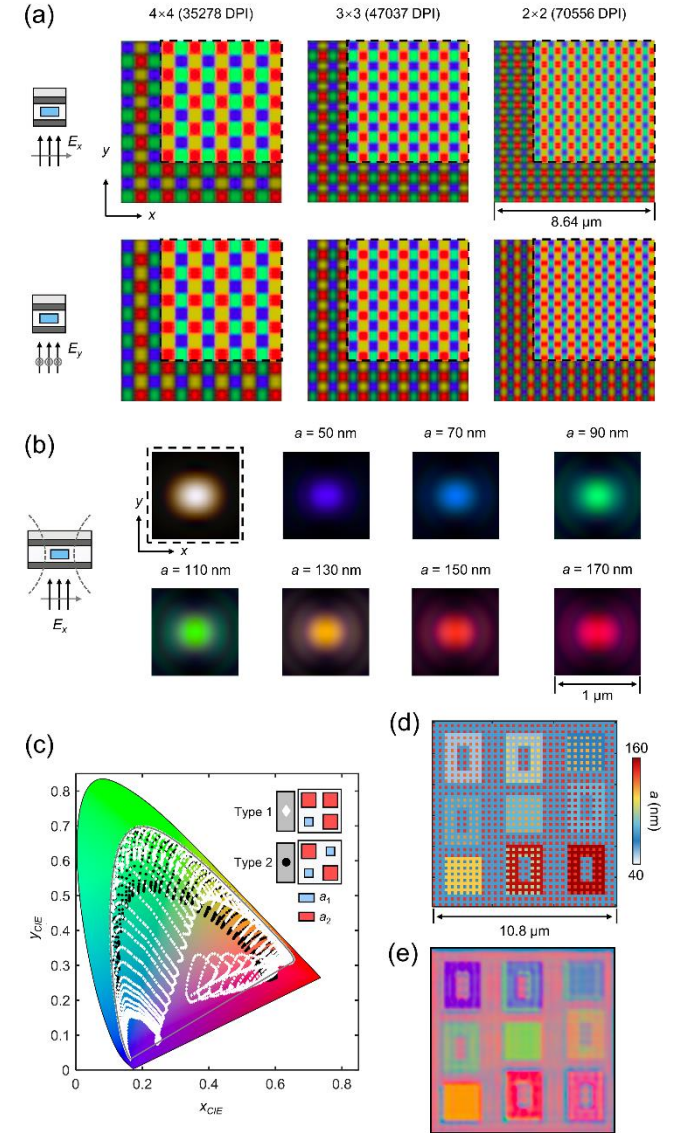 (a)
4×4 (35278 DPI) 3×3 (47037 DPI) 2×2 (70556 DPI)
Ex
y
x
8.64 µm
Ey
(b)
a = 50 nm a = 70 nm a = 90 nm
y
x
a = 110 nm a = 130 nm a = 150 nm a = 170 nm
Ex
1 µm
(c)
0.8
0.7
0.6
0.5
0.4
0.3
0.2
0.1
0
yCIE
0 0.2 0.4 0.6 0.8
xCIE
Type 1
Type 2
a1
a2
(d)
160
a (nm)
40
10.8 µm
(e)